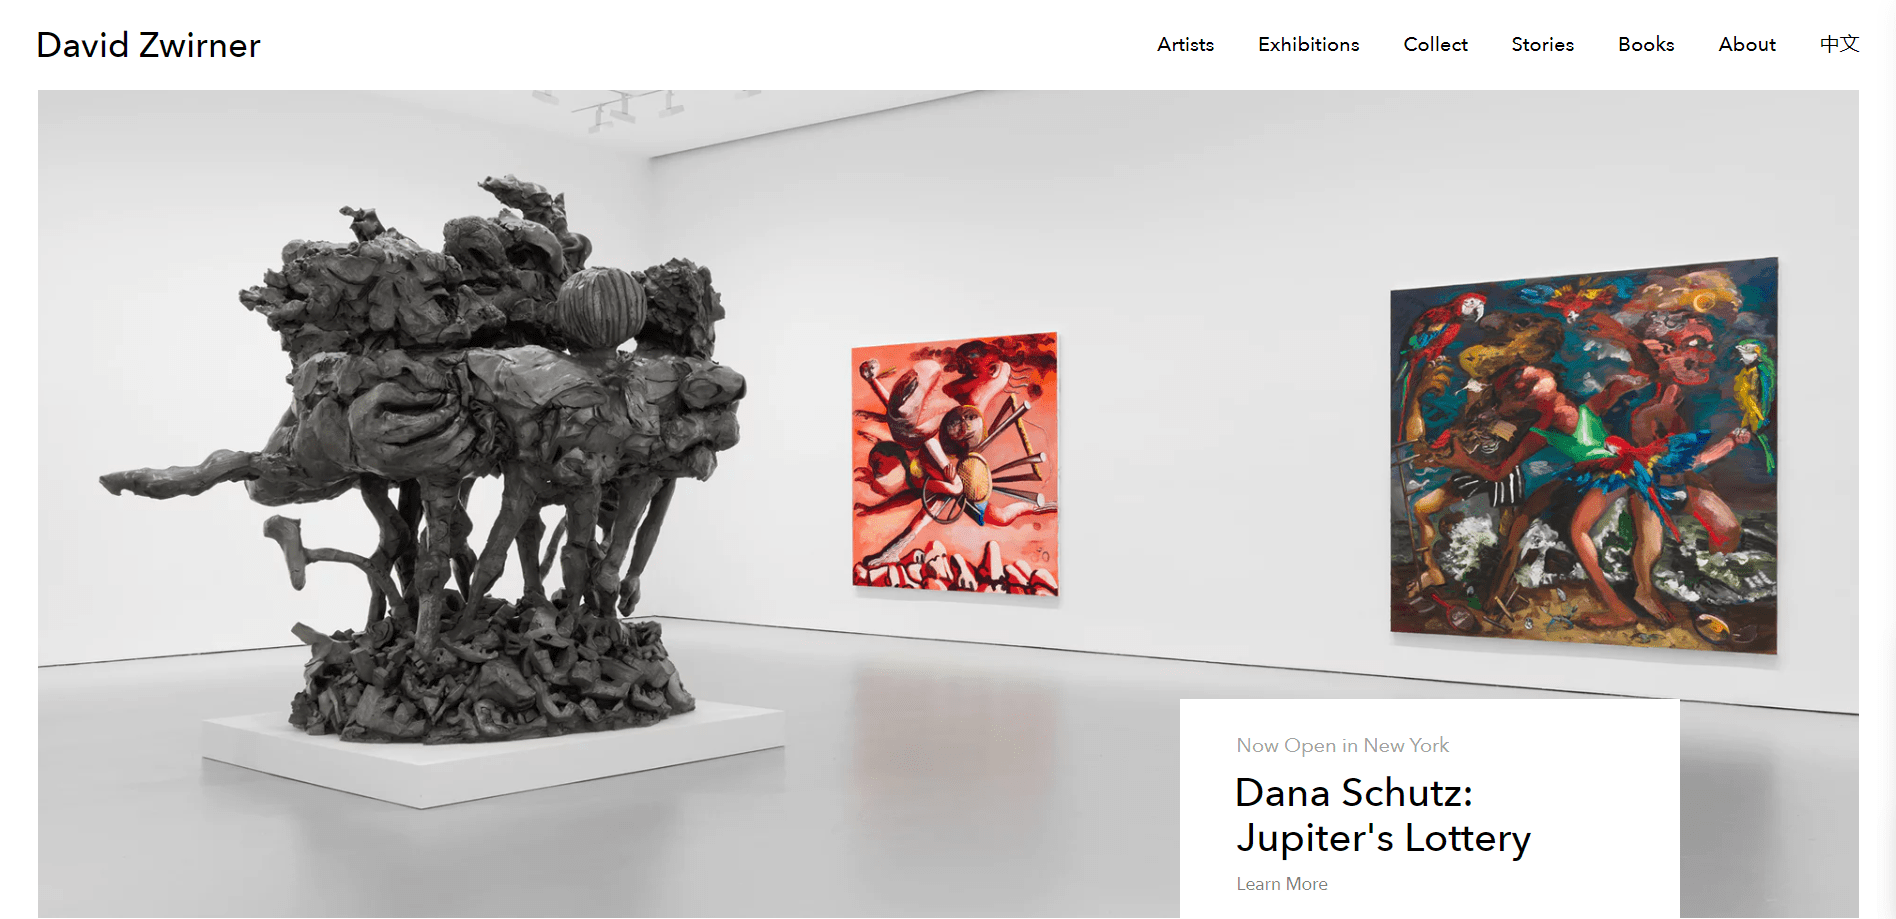 David Zwirner
Artists
Exhibitions
Collect
Stories
Books
About
中文
Now Open in New York
Dana Schutz:
Jupiter's Lottery
Learn More